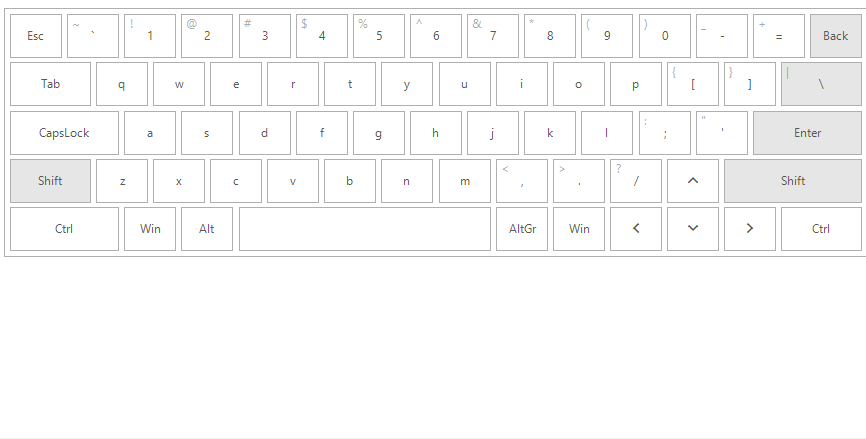 Esc ~ ` ! 1 @ 2 # 3 $ 4 % 5 ^ 6 & 7 * 8 ( 9 ) 0 _ - + = Back
Tab q w e r t y u i o p { [ } ] | \
CapsLock a s d f g h j k l : ; " ' Enter
Shift z x c v b n m < , > . ? / Shift
Ctrl Win Alt AltGr Win Ctrl